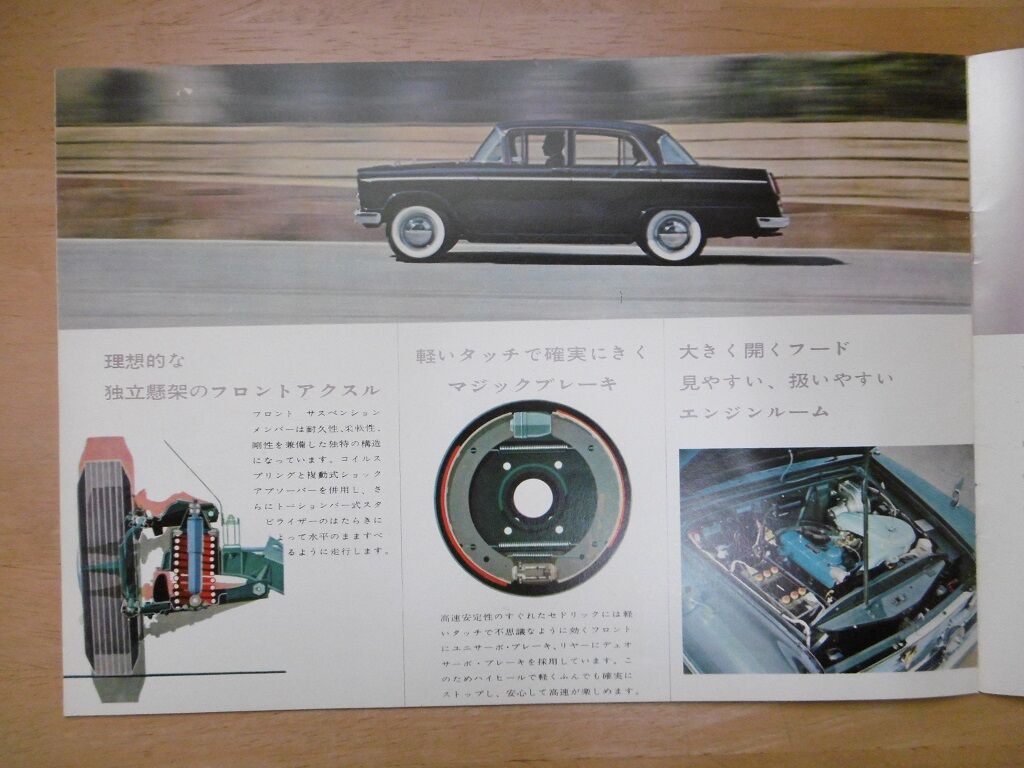 理想的な
独立懸架のフロントアクスル
フロント サスペンション
メンバーは耐久性、柔軟性、
剛性を兼備した独特の構造
になっています。コイルス
プリングと複動式ショック
アブソーバーを併用し、さ
らにトーションバー式スタ
ビライザーのはたらきに
よって水平のまますべ
るように走行します。
軽いタッチで確実にきく
マジックブレーキ
高速安定性のすぐれたセドリックには軽
いタッチで不思議なように効くフロント
にユニサーボ・ブレーキ、リヤーにデュオ
サーボ・ブレーキを採用しています。こ
のためハイヒールで軽くふんでも確実に
ストップし、安心して高速が楽しめます。
大きく開くフード
見やすい、扱いやすい
エンジンルーム